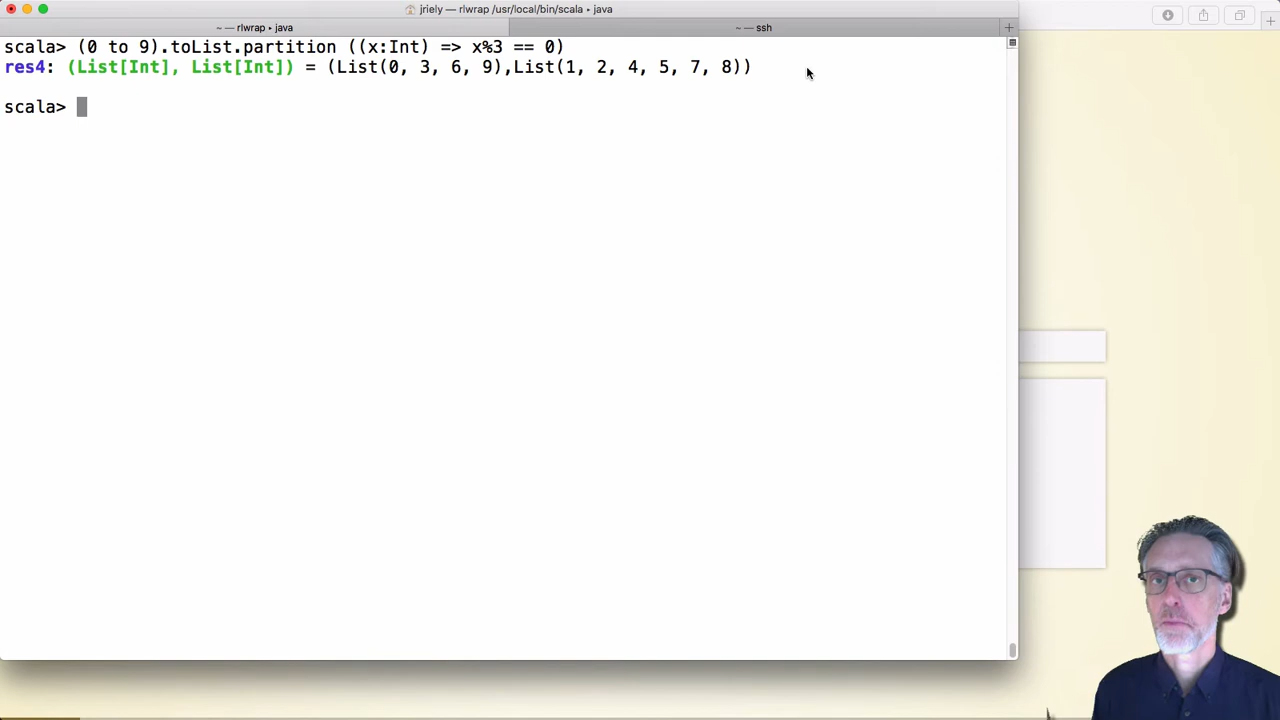 jriely — rlwrap /usr/local/bin/scala ▸ java
~ — rlwrap ▸ java
~ — ssh
scala> (0 to 9).toList.partition ((x:Int) => x%3 == 0)
res4: (List[Int], List[Int]) = (List(0, 3, 6, 9),List(1, 2, 4, 5, 7, 8))
scala>